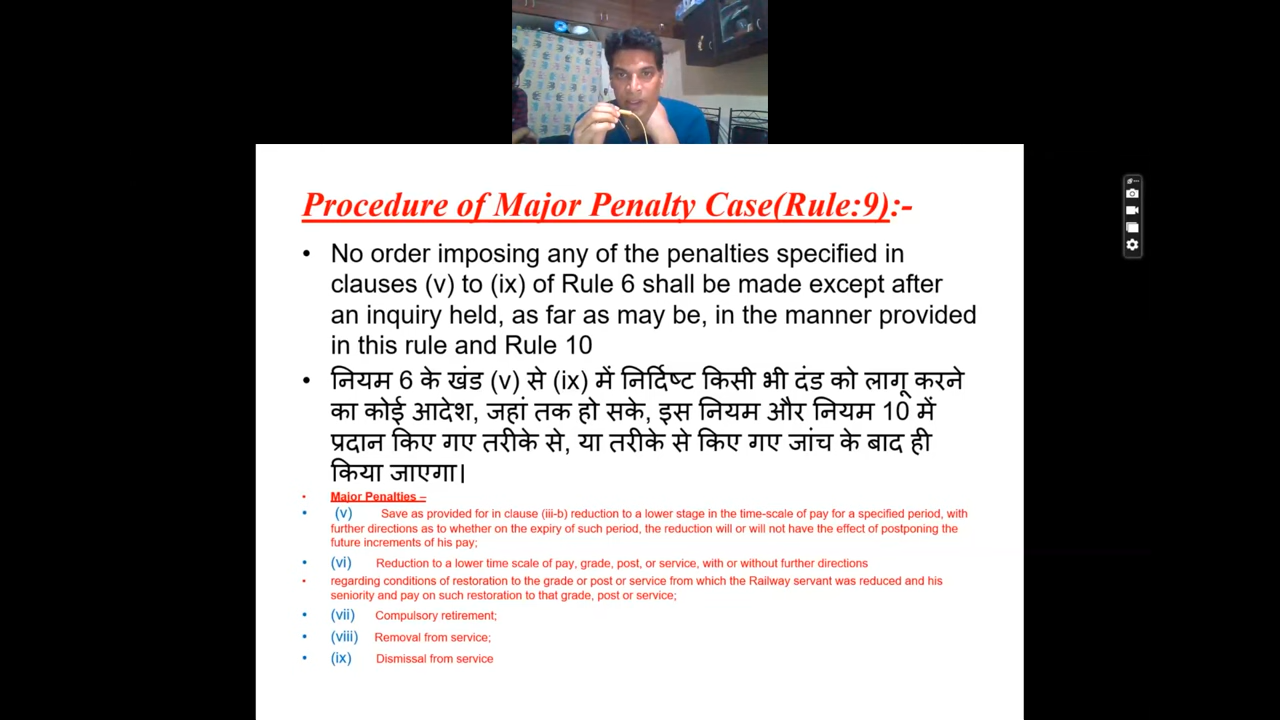 Procedure of Major Penalty Case(Rule:9):-
• No order imposing any of the penalties specified in
clauses (v) to (ix) of Rule 6 shall be made except after
an inquiry held, as far as may be, in the manner provided
in this rule and Rule 10
• नियम 6 के खंड (v) से (ix) में निर्दिष्ट किसी भी दंड को लागू करने
का कोई आदेश, जहां तक हो सके, इस नियम और नियम 10 में
प्रदान किए गए तरीके से, या तरीके से किए गए जांच के बाद ही
किया जाएगा।
• Major Penalties –
• (v) Save as provided for in clause (iii-b) reduction to a lower stage in the time-scale of pay for a specified period, with
further directions as to whether on the expiry of such period, the reduction will or will not have the effect of postponing the
future increments of his pay;
• (vi) Reduction to a lower time scale of pay, grade, post, or service, with or without further directions
• regarding conditions of restoration to the grade or post or service from which the Railway servant was reduced and his
seniority and pay on such restoration to that grade, post or service;
• (vii) Compulsory retirement;
• (viii) Removal from service;
• (ix) Dismissal from service